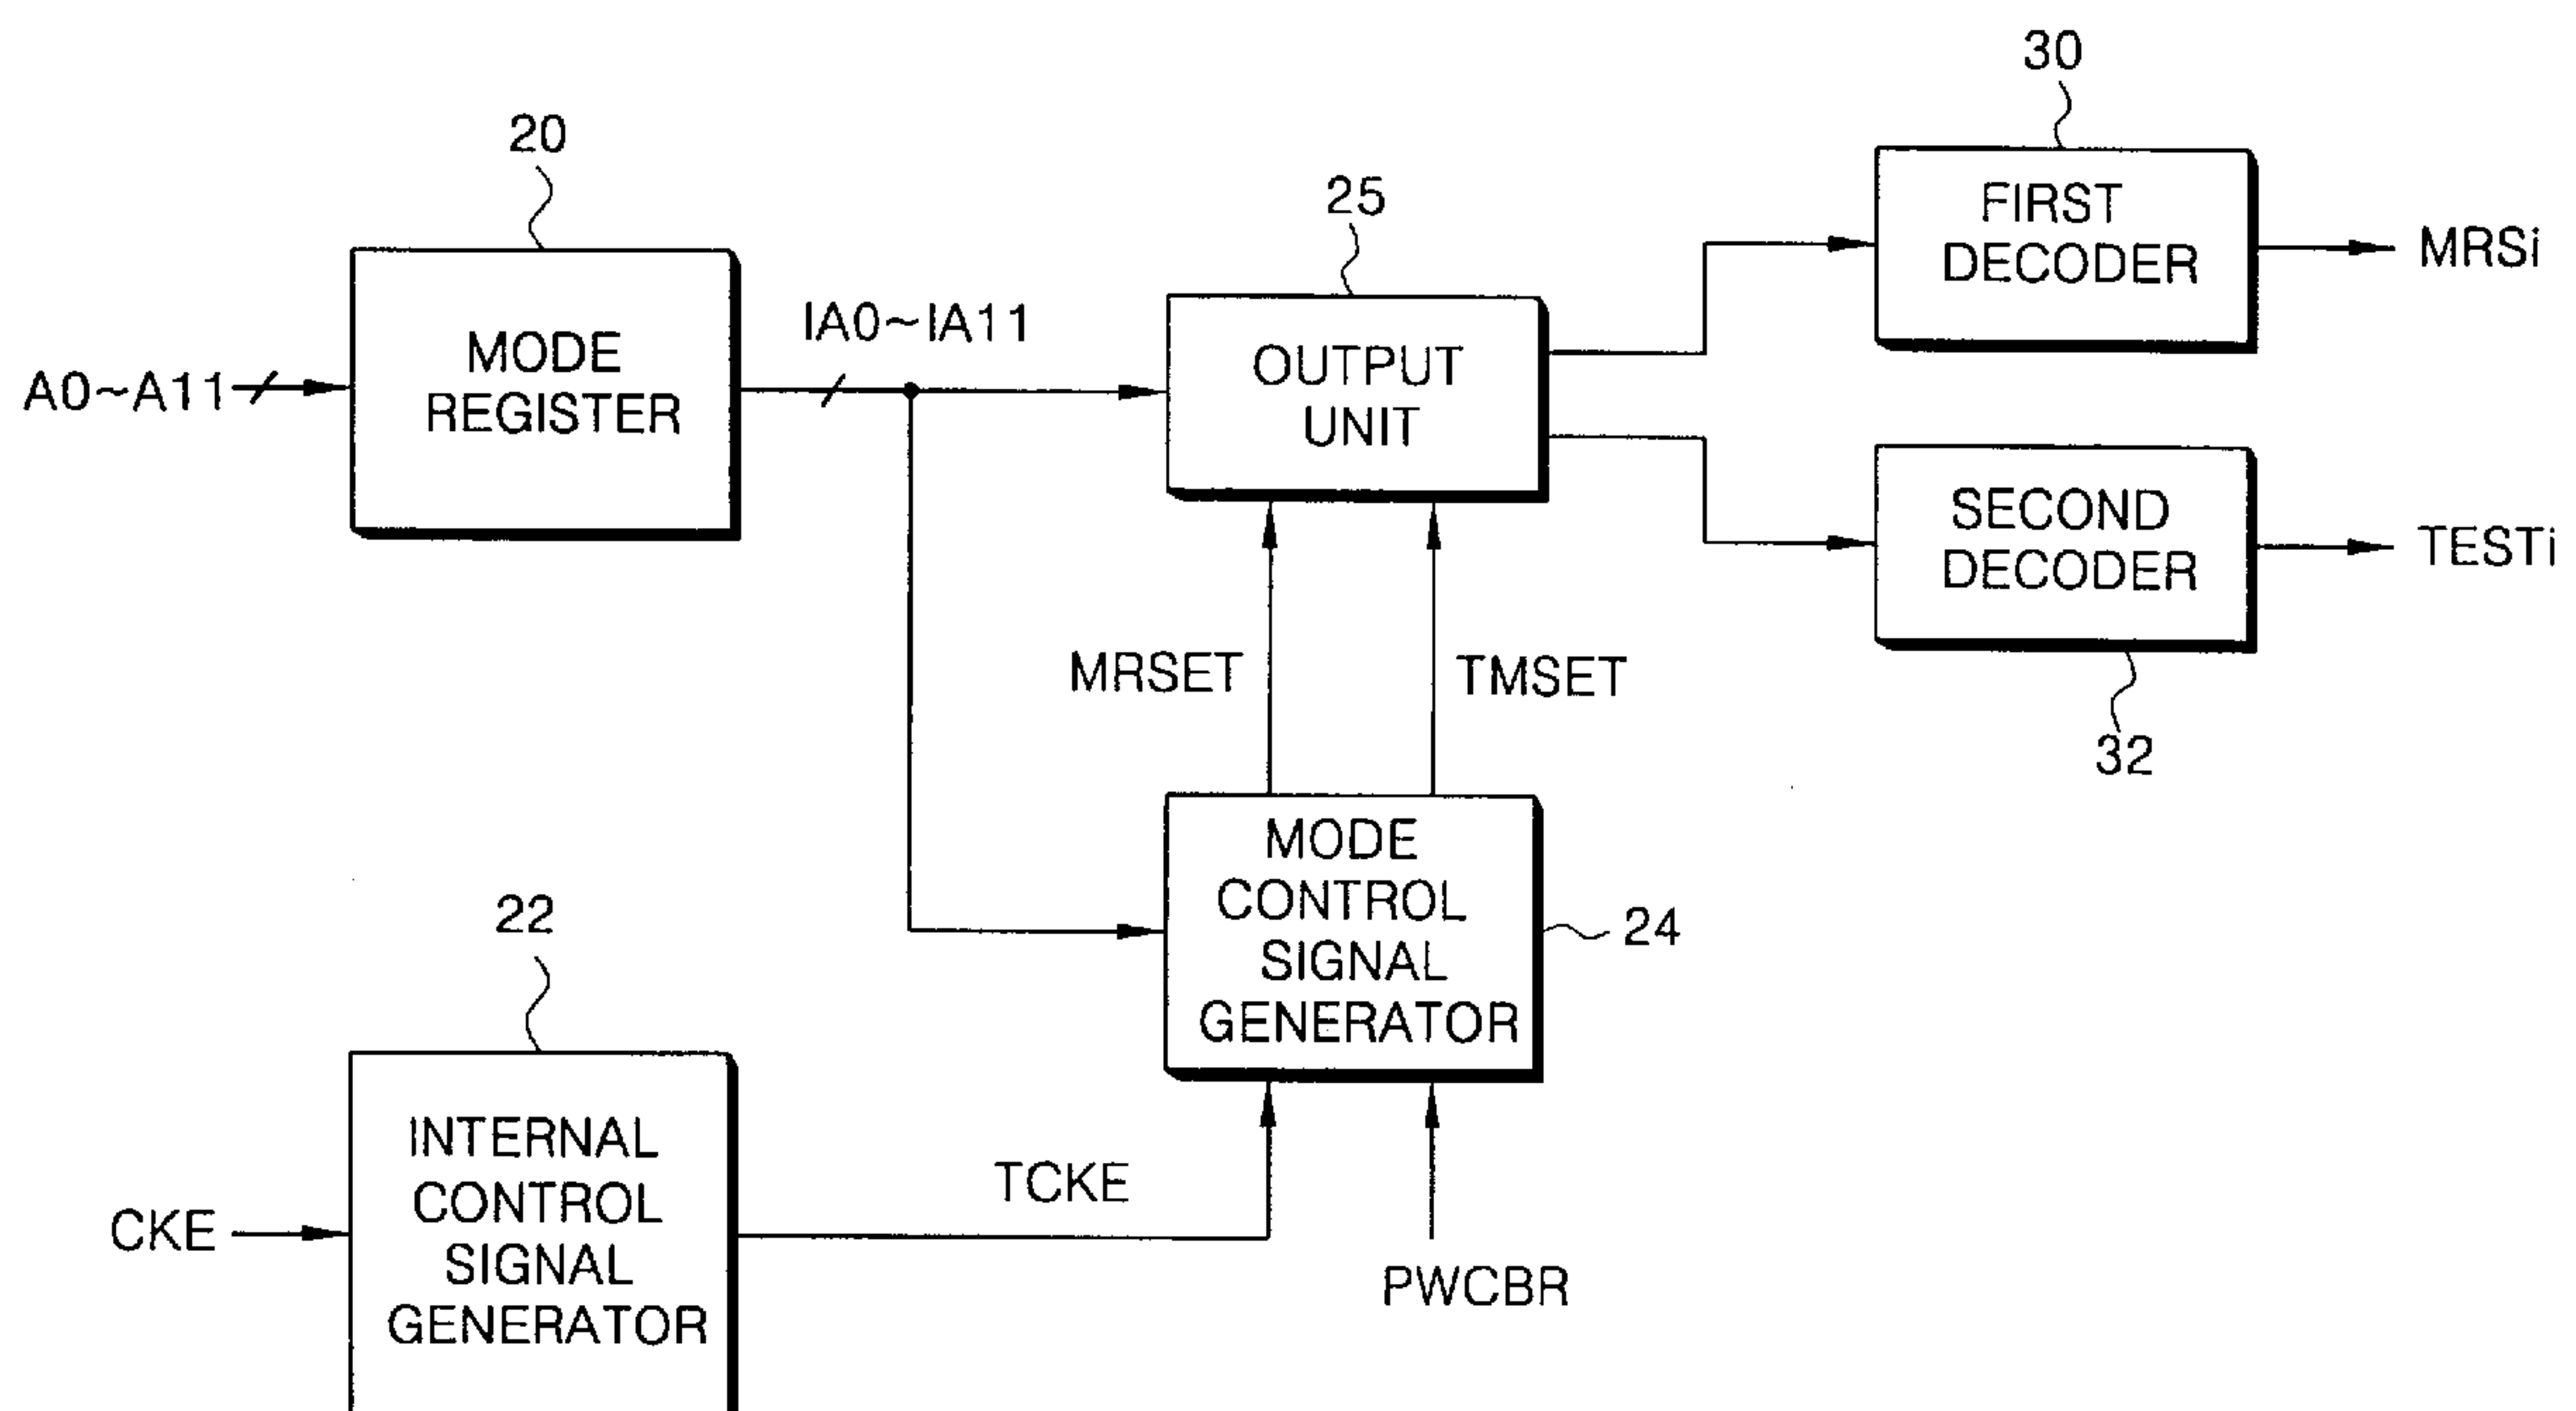 30
20
FIRST
DECODER
MRSi
25
MODE
REGISTER
A0~A11
IA0~IA11
OUTPUT
UNIT
SECOND
DECODER
TESTi
32
MRSET
TMSET
MODE
CONTROL
SIGNAL
GENERATOR
24
22
INTERNAL
CONTROL
SIGNAL
GENERATOR
CKE
TCKE
PWCBR